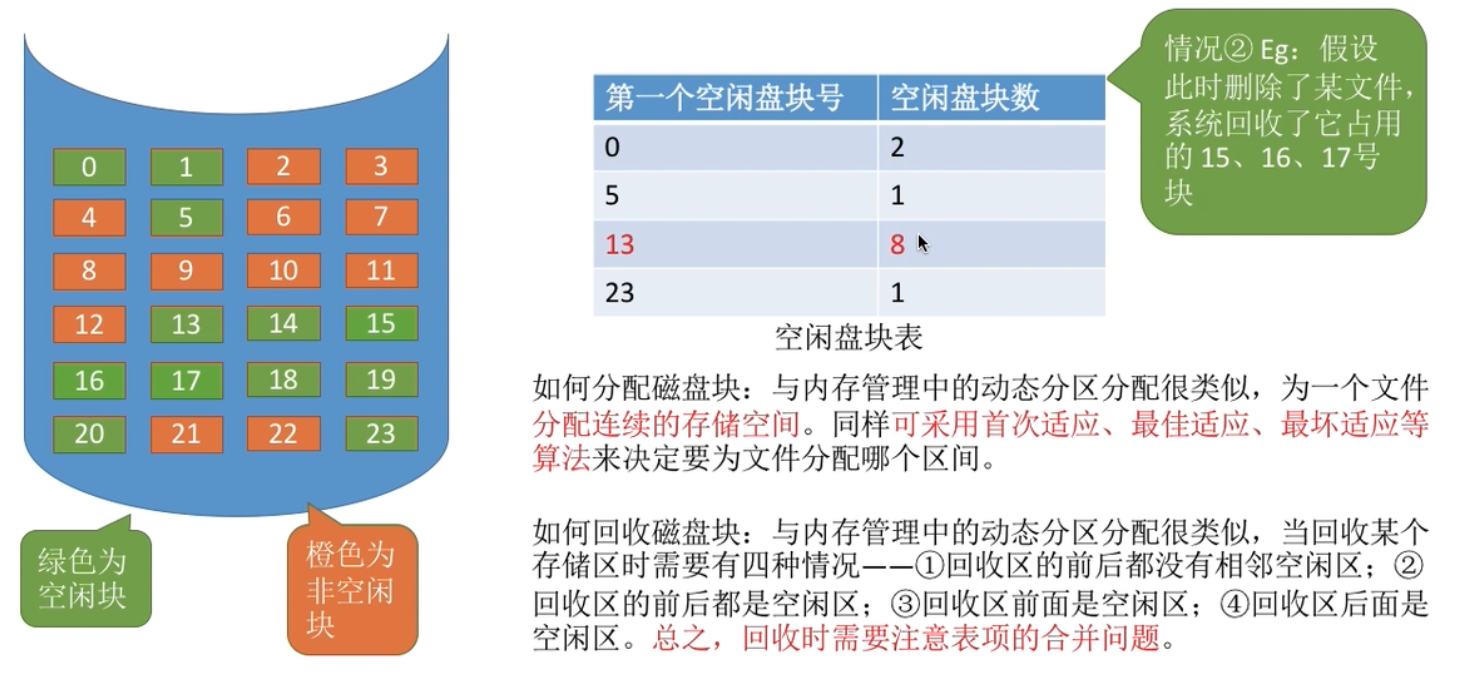 0 1 2 3
4 5 6 7
8 9 10 11
12 13 14 15
16 17 18 19
20 21 22 23
绿色为
空闲块
橙色为
非空闲
块
第一个空闲盘块号 空闲盘块数
0 2
5 1
13 8
23 1
空闲盘块表
情况② Eg：假设
此时删除了某文件，
系统回收了它占用
的 15、16、17号
块
如何分配磁盘块：与内存管理中的动态分区分配很类似，为一个文件
分配连续的存储空间。同样可采用首次适应、最佳适应、最坏适应等
算法来决定要为文件分配哪个区间。
如何回收磁盘块：与内存管理中的动态分区分配很类似，当回收某个
存储区时需要有四种情况——①回收区的前后都没有相邻空闲区；②
回收区的前后都是空闲区；③回收区前面是空闲区；④回收区后面是
空闲区。总之，回收时需要注意表项的合并问题。